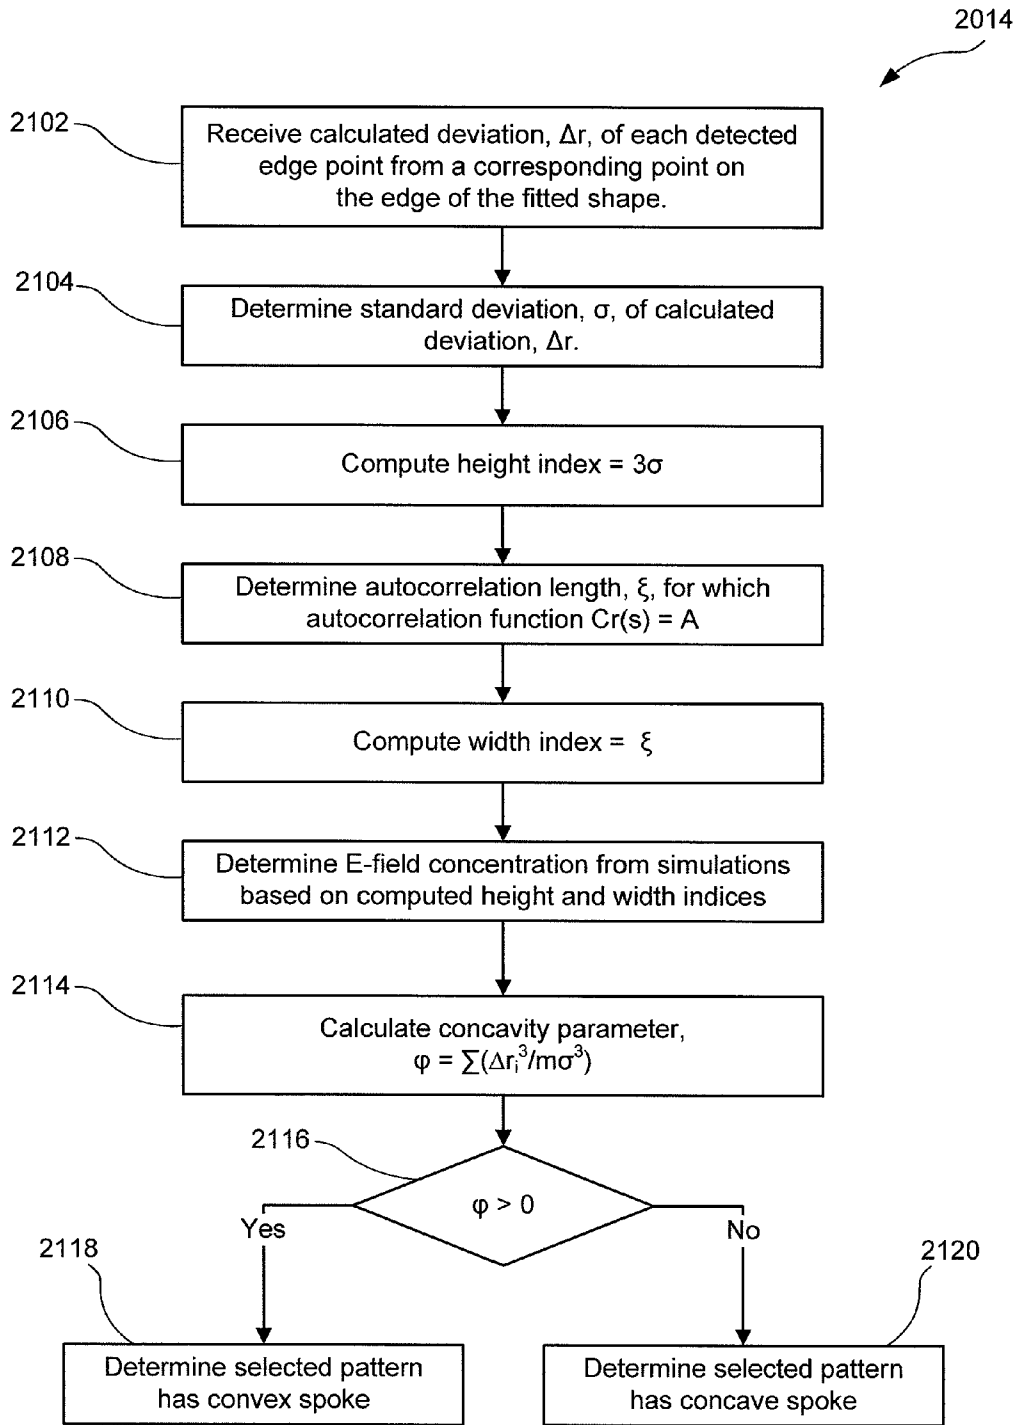 2014
2102
Receive calculated deviation, Δr, of each detected
edge point from a corresponding point on
the edge of the fitted shape.
2104
Determine standard deviation, σ, of calculated
deviation, Δr.
2106
Compute height index = 3σ
2108
Determine autocorrelation length, ξ, for which
autocorrelation function Cr(s) = A
2110
Compute width index = ξ
2112
Determine E-field concentration from simulations
based on computed height and width indices
2114
Calculate concavity parameter,
φ = ∑(Δrᵢ³/mσ³)
2116
φ > 0
Yes
No
2118
2120
Determine selected pattern
has convex spoke
Determine selected pattern
has concave spoke